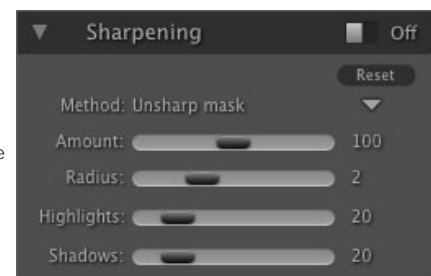 Sharpening Off
Reset
Method: Unsharp mask
Amount: 100
e
Radius: 2
Highlights: 20
Shadows: 20